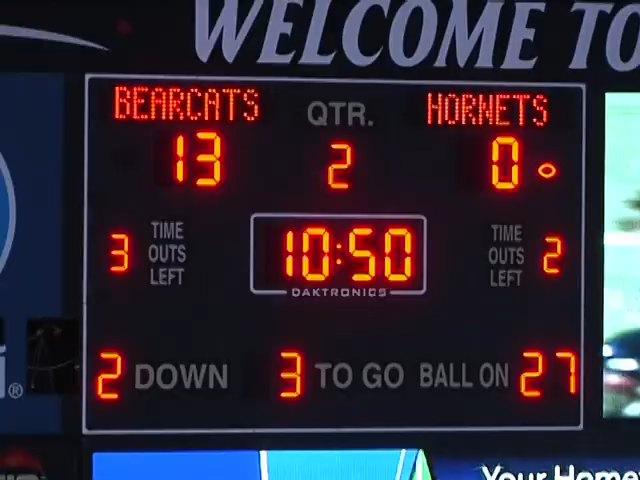 WELCOME TO
BEARCATS QTR. HORNETS
13 2 0
3 TIME OUTS LEFT 10:50 TIME OUTS LEFT 2
DAKTRONICS
2 DOWN 3 TO GO BALL ON 27
®
Your Home